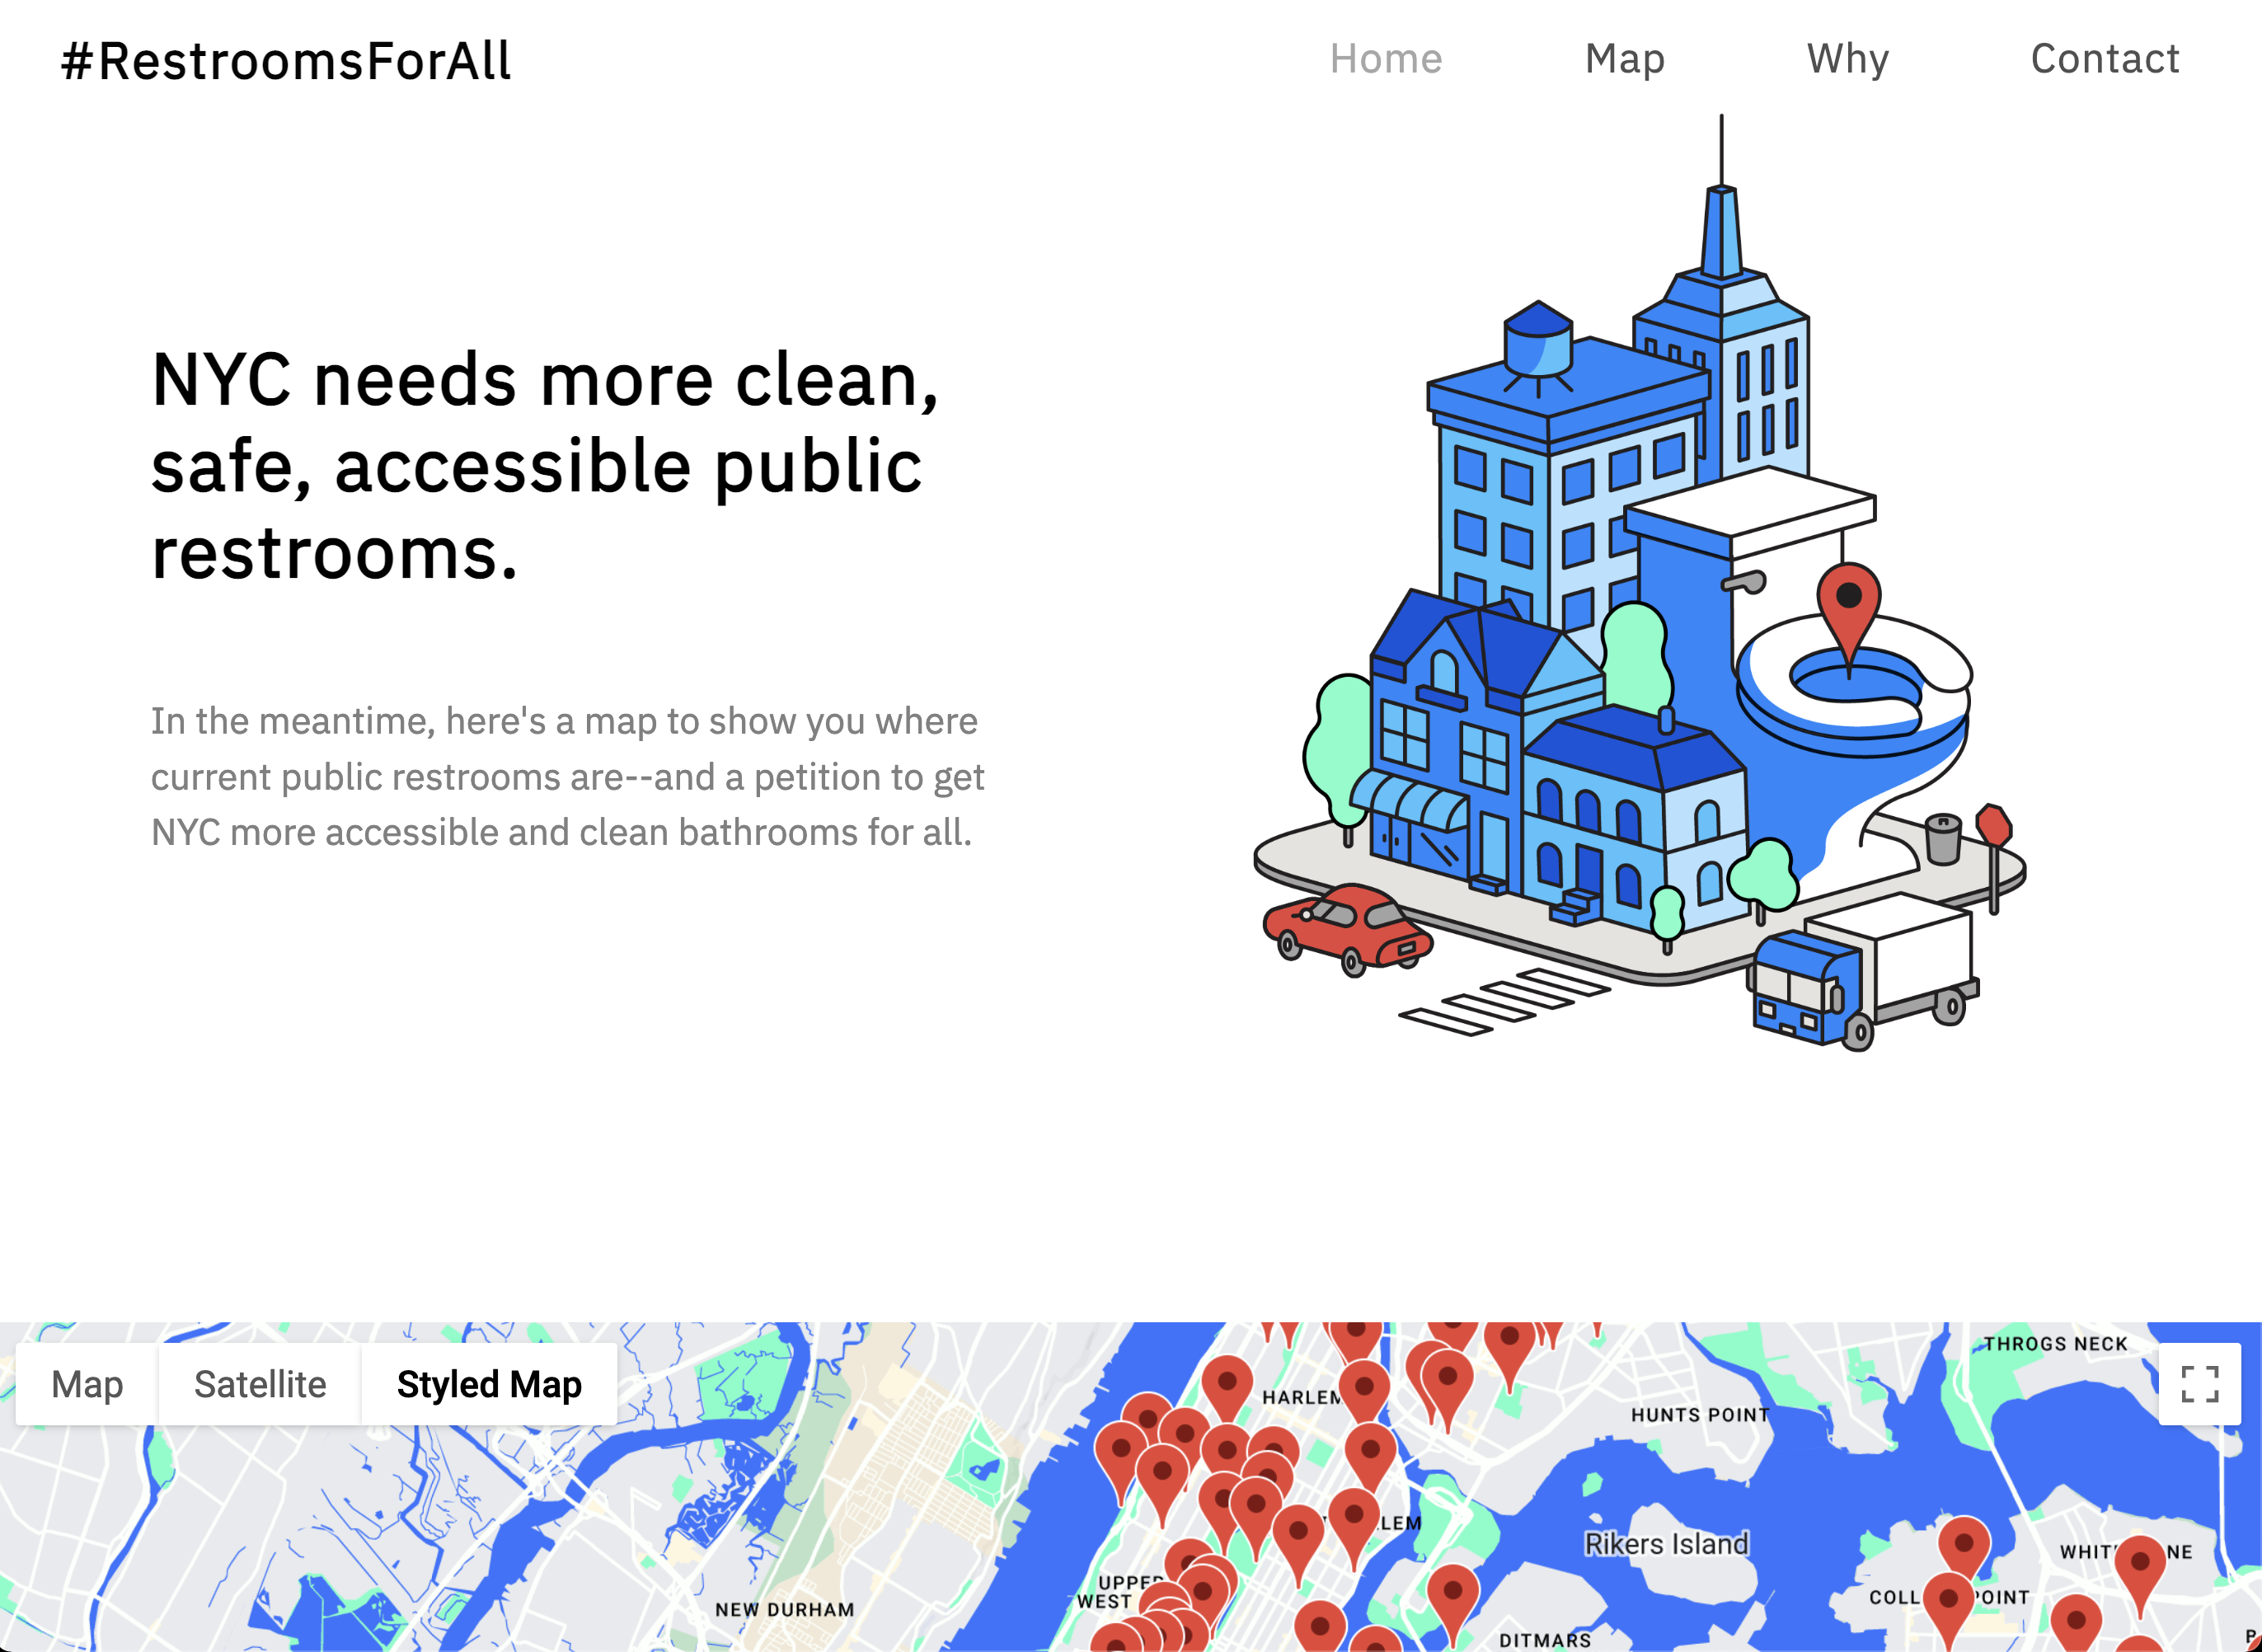 #RestroomsForAll
Home
Map
Why
Contact
NYC needs more clean,
safe, accessible public
restrooms.
In the meantime, here's a map to show you where
current public restrooms are--and a petition to get
NYC more accessible and clean bathrooms for all.
Map
Satellite
Styled Map
THROGS NECK
HARLEM
HUNTS POINT
LEM
Rikers Island
WHIT NE
COLL POINT
UPPER
WEST
NEW DURHAM
DITMARS